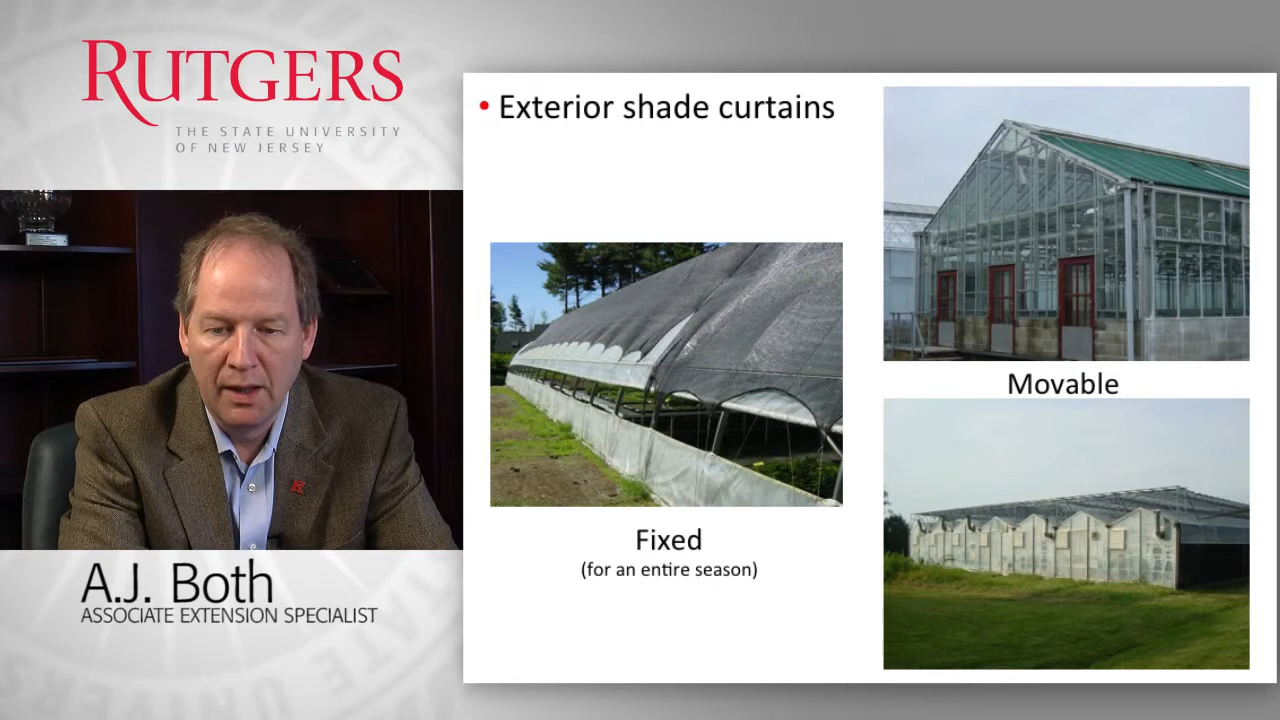 RUTGERS
THE STATE UNIVERSITY
OF NEW JERSEY
• Exterior shade curtains
Movable
Fixed
(for an entire season)
A.J. Both
ASSOCIATE EXTENSION SPECIALIST